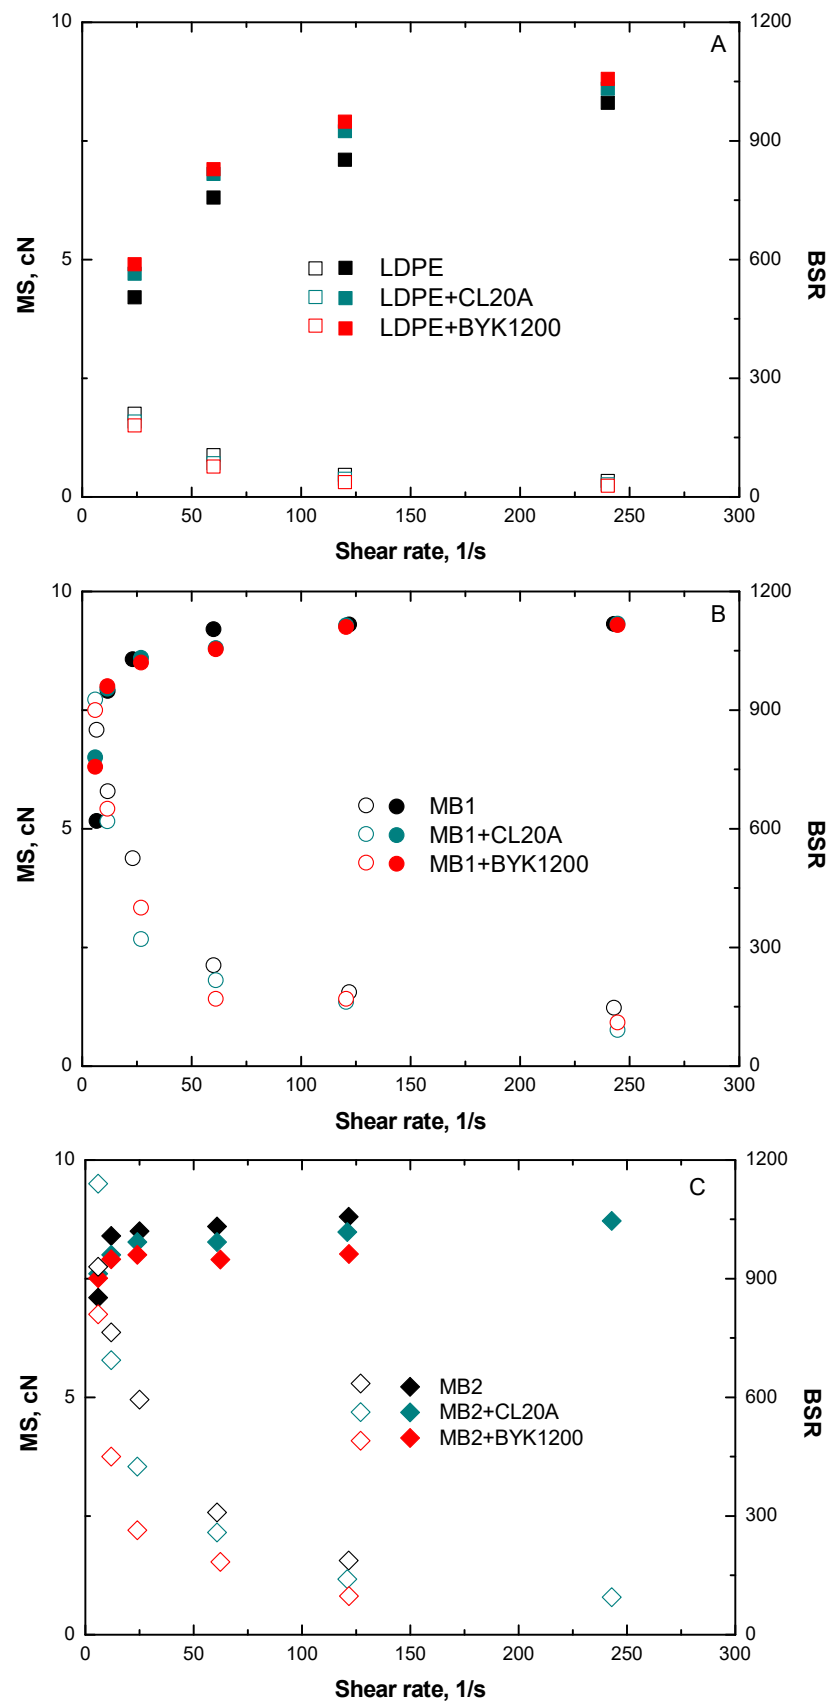 10
1200
A
900
MS, cN
5
LDPE
LDPE+CL20A
LDPE+BYK1200
600
BSR
300
0
0
0 50 100 150 200 250 300
Shear rate, 1/s
10
1200
B
900
MS, cN
5
MB1
MB1+CL20A
MB1+BYK1200
600
BSR
300
0
0
0 50 100 150 200 250 300
Shear rate, 1/s
10
1200
C
900
MS, cN
5
MB2
MB2+CL20A
MB2+BYK1200
600
BSR
300
0
0
0 50 100 150 200 250 300
Shear rate, 1/s